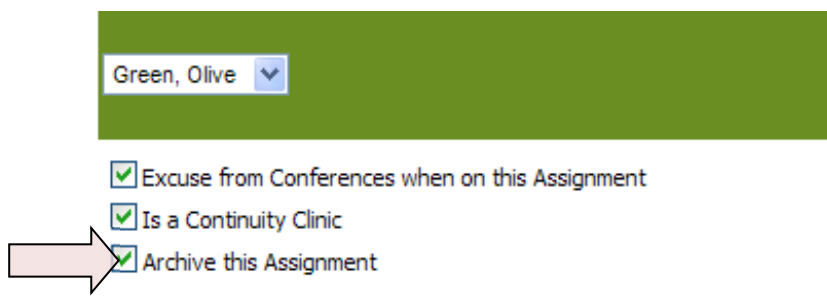 Green, Olive
Excuse from Conferences when on this Assignment
Is a Continuity Clinic
Archive this Assignment